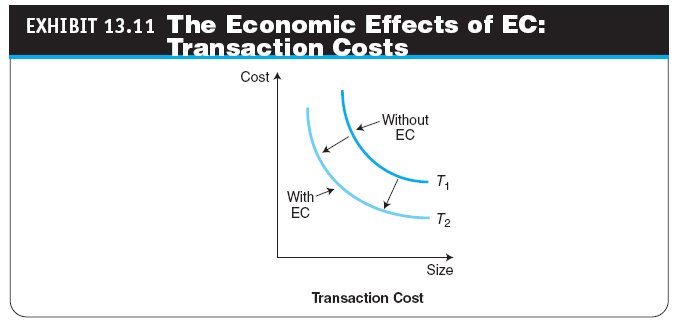 EXHIBIT 13.11 The Economic Effects of EC:
Transaction Costs
Cost
Without
EC
T1
With
EC
T2
Size
Transaction Cost